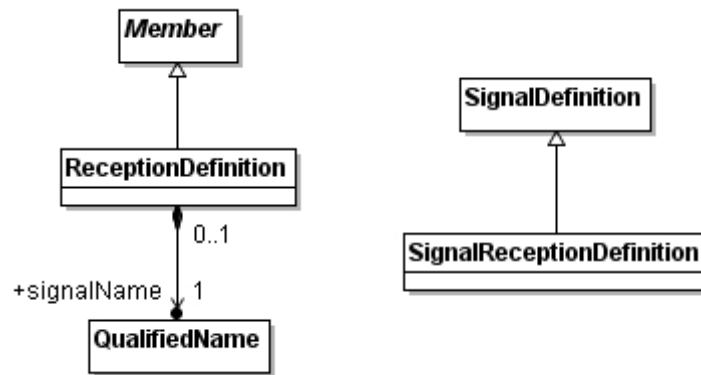 Member
SignalDefinition
ReceptionDefinition
0..1
SignalReceptionDefinition
+signalName 1
QualifiedName